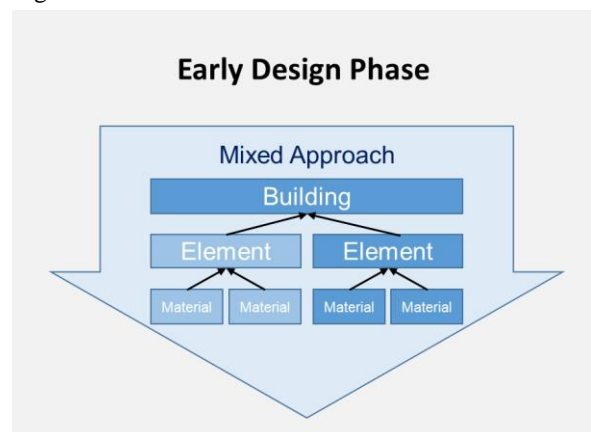 Early Design Phase
Mixed Approach
Building
Element Element
Material Material Material Material